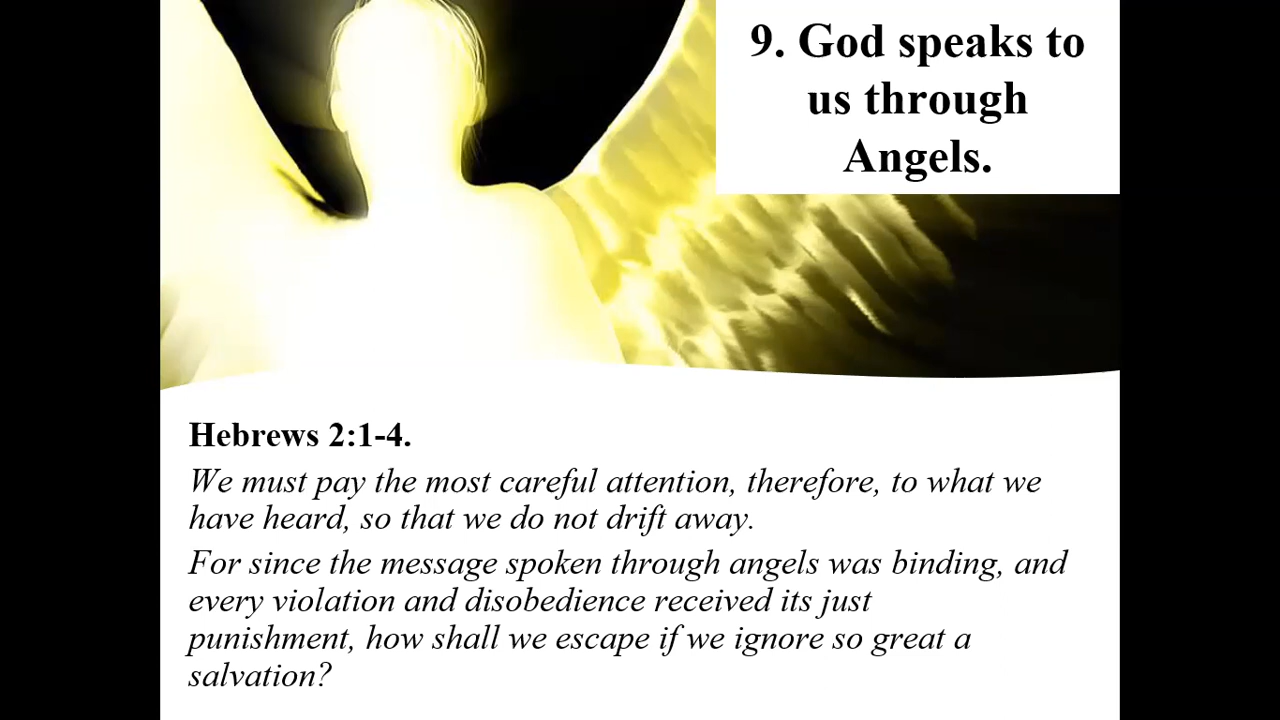 9. God speaks to
us through
Angels.
Hebrews 2:1-4.
We must pay the most careful attention, therefore, to what we
have heard, so that we do not drift away.
For since the message spoken through angels was binding, and
every violation and disobedience received its just
punishment, how shall we escape if we ignore so great a
salvation?